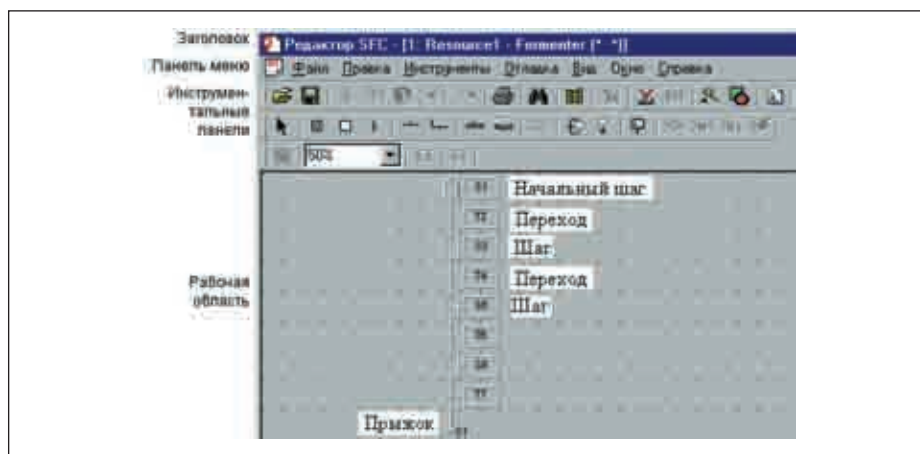 Заголовок
Редактор SFC - [1: Resource1 - Fermenter (* *)]
Панель меню
Файл Правка Инструменты Отладка Вид Окно Справка
Инструмен-
тальные
панели
50%
Начальный шаг
Переход
Шаг
Переход
Шаг
Рабочая
область
Прыжок